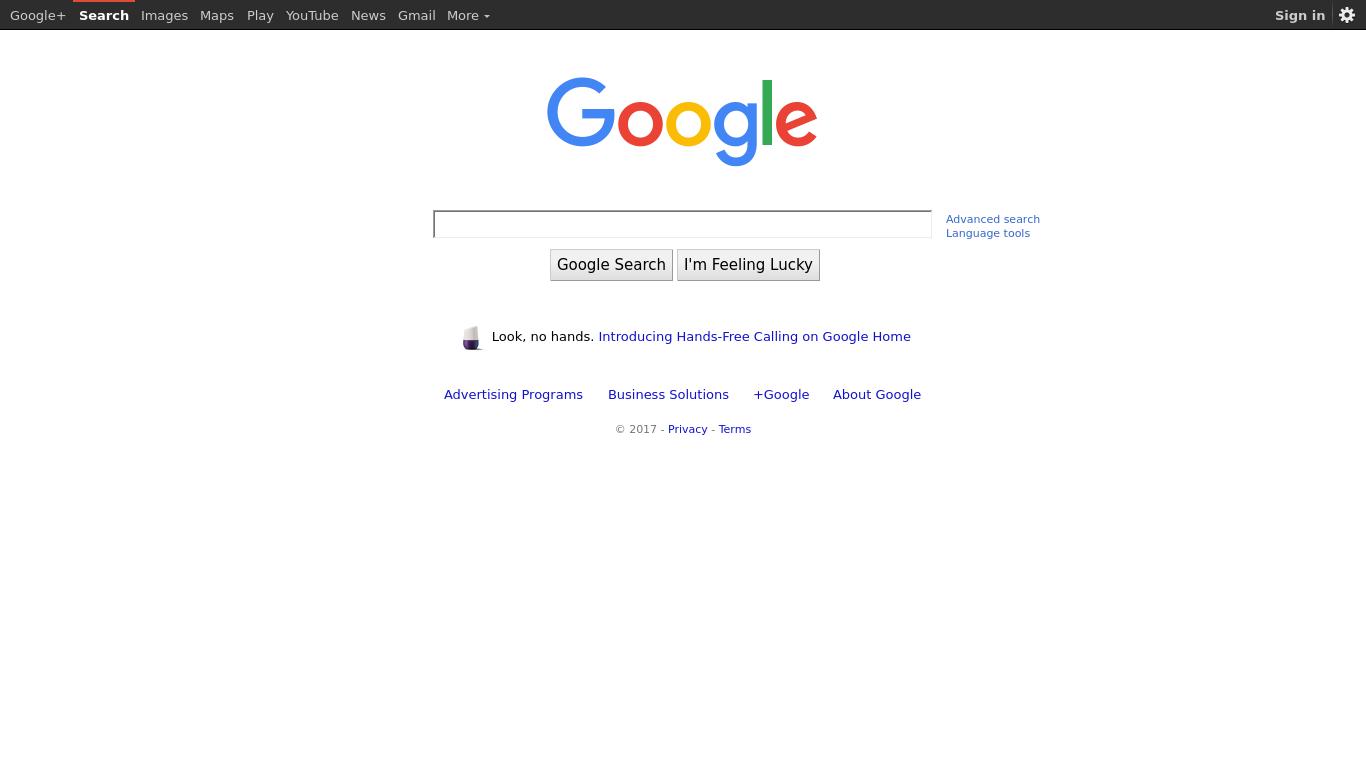 Google+ Search Images Maps Play YouTube News Gmail More Sign in
Google
Advanced search
Language tools
Google Search I'm Feeling Lucky
Look, no hands. Introducing Hands-Free Calling on Google Home
Advertising Programs Business Solutions +Google About Google
© 2017 - Privacy - Terms